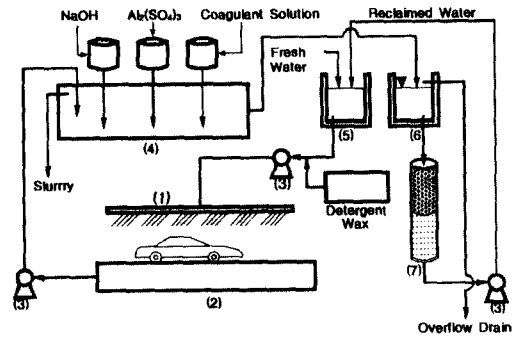 NaOH
Al₂(SO₄)₃
Coagulant Solution
Reclaimed Water
Fresh
Water
(4)
(5)
(6)
Slurrry
(1)
(3)
Detergent
Wax
(7)
(3)
(2)
(3)
Overflow Drain